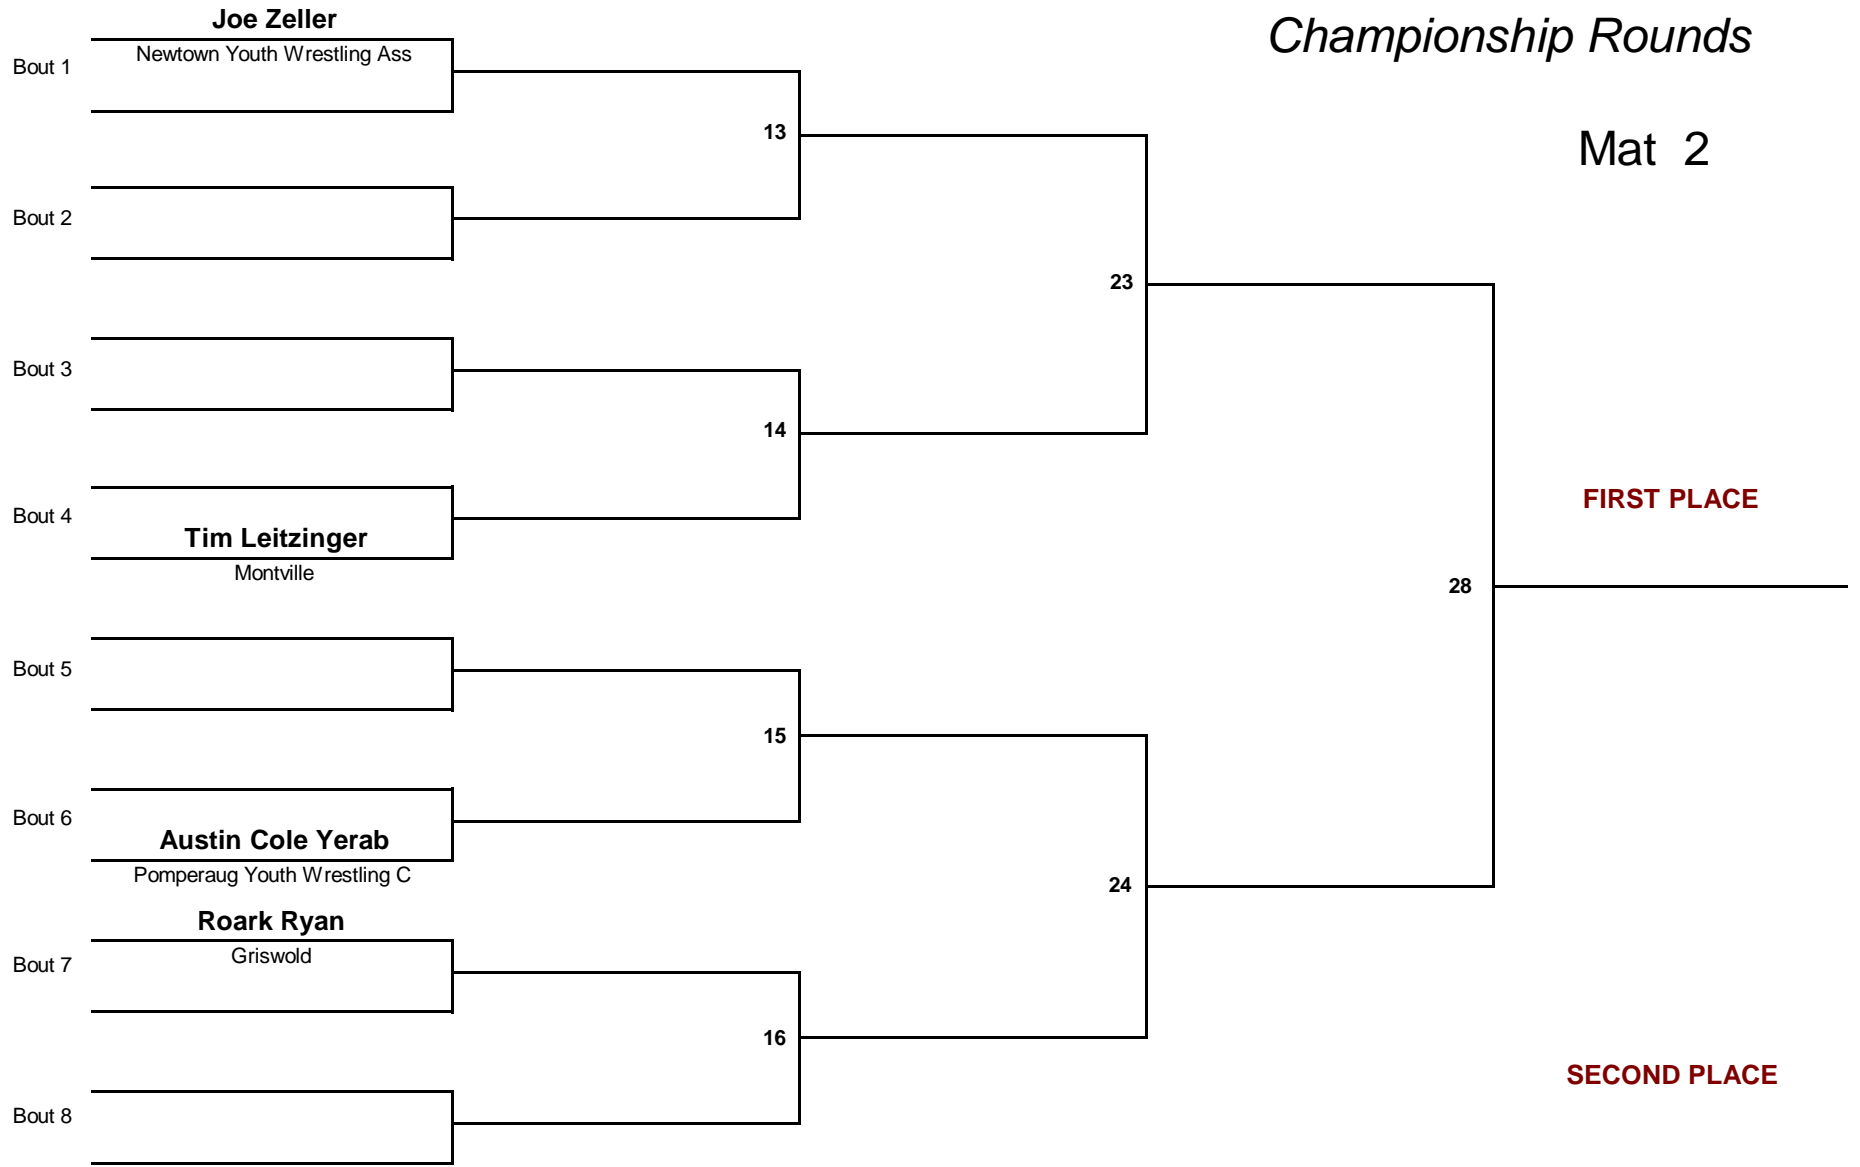 Joe Zeller
Championship Rounds
Bout 1
Newtown Youth Wrestling Ass
13
Mat 2
Bout 2
23
Bout 3
14
FIRST PLACE
Bout 4
Tim Leitzinger
Montville
28
Bout 5
15
Bout 6
Austin Cole Yerab
Pomperaug Youth Wrestling C
24
Roark Ryan
Bout 7
Griswold
16
SECOND PLACE
Bout 8